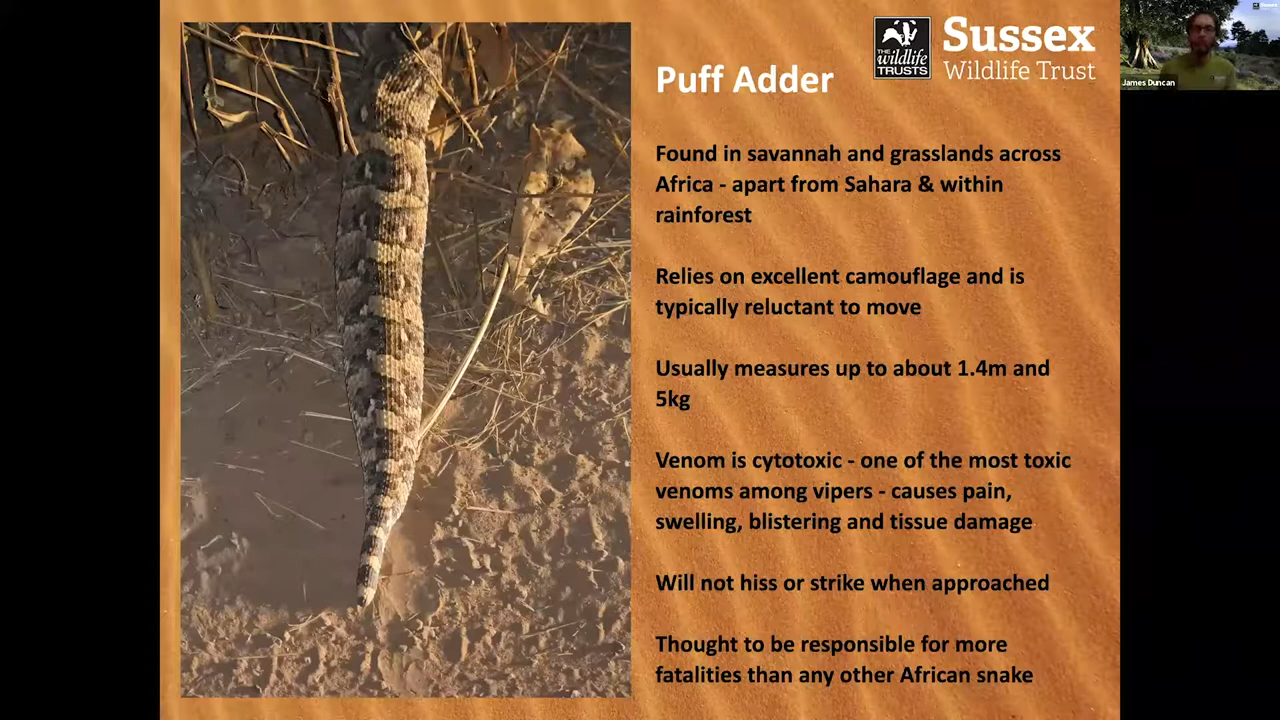 Puff Adder
THE
wildlife
TRUSTS
Sussex
Wildlife Trust
Found in savannah and grasslands across
Africa - apart from Sahara & within
rainforest
Relies on excellent camouflage and is
typically reluctant to move
Usually measures up to about 1.4m and
5kg
Venom is cytotoxic - one of the most toxic
venoms among vipers - causes pain,
swelling, blistering and tissue damage
Will not hiss or strike when approached
Thought to be responsible for more
fatalities than any other African snake
James Duncan
Sussex